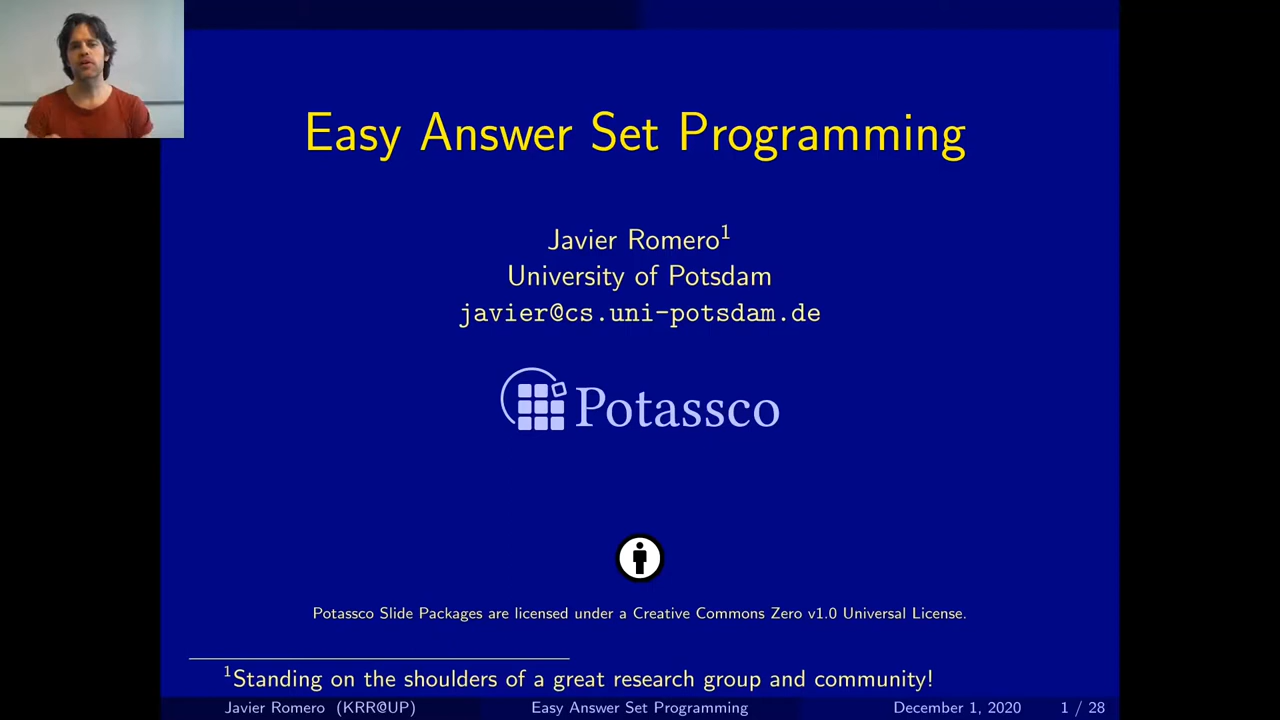 Easy Answer Set Programming
Javier Romero¹
University of Potsdam
javier@cs.uni-potsdam.de
Potassco
Potassco Slide Packages are licensed under a Creative Commons Zero v1.0 Universal License.
¹Standing on the shoulders of a great research group and community!
Javier Romero (KRR@UP) Easy Answer Set Programming December 1, 2020 1 / 28